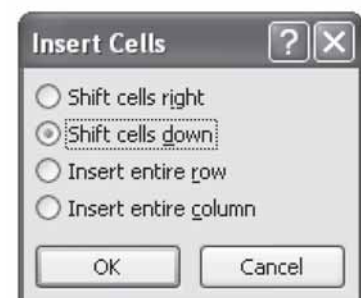 Insert Cells
Shift cells right
Shift cells down
Insert entire row
Insert entire column
OK Cancel